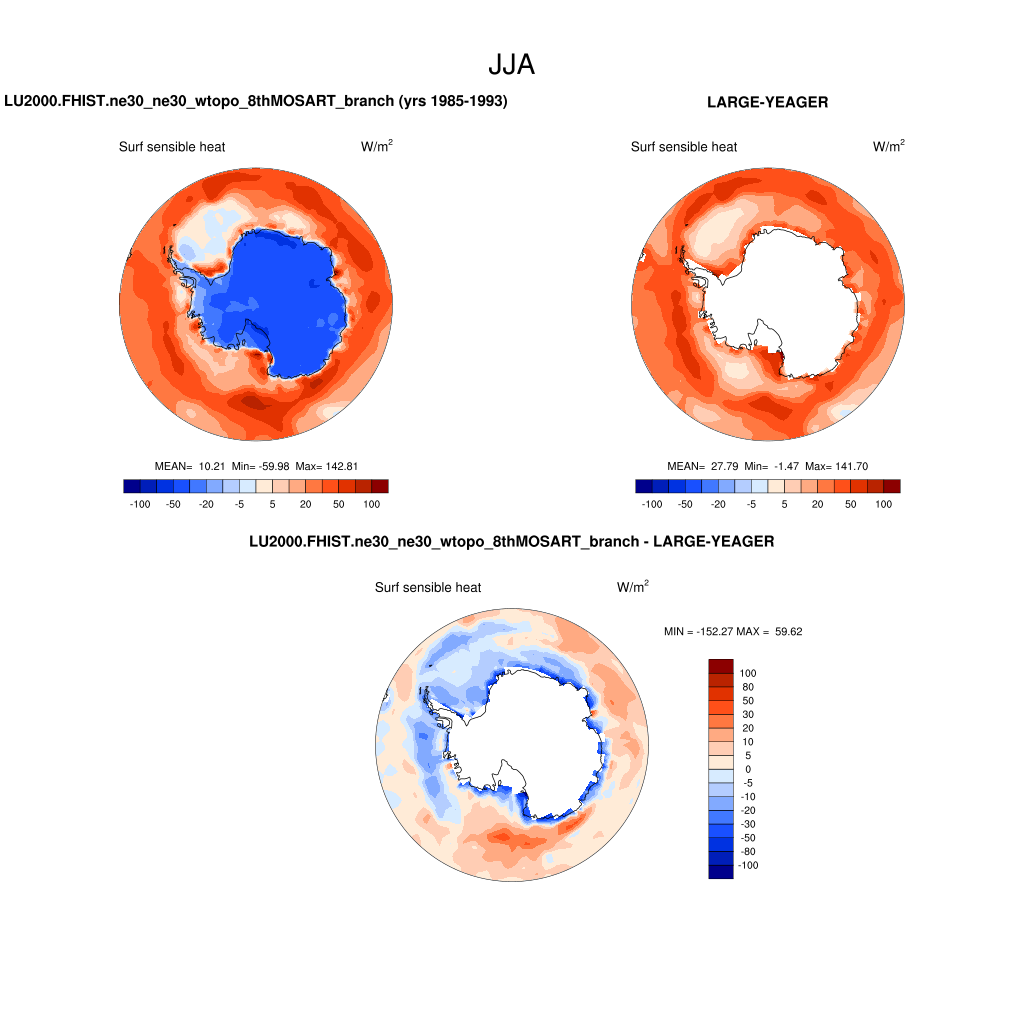 JJA
LU2000.FHIST.ne30_ne30_wtopo_8thMOSART_branch (yrs 1985-1993)
LARGE-YEAGER
Surf sensible heat W/m2
Surf sensible heat W/m2
MEAN= 10.21 Min= -59.98 Max= 142.81
MEAN= 27.79 Min= -1.47 Max= 141.70
-100 -50 -20 -5 5 20 50 100
-100 -50 -20 -5 5 20 50 100
LU2000.FHIST.ne30_ne30_wtopo_8thMOSART_branch - LARGE-YEAGER
Surf sensible heat W/m2
MIN = -152.27 MAX = 59.62
100
80
50
30
20
10
5
0
-5
-10
-20
-30
-50
-80
-100